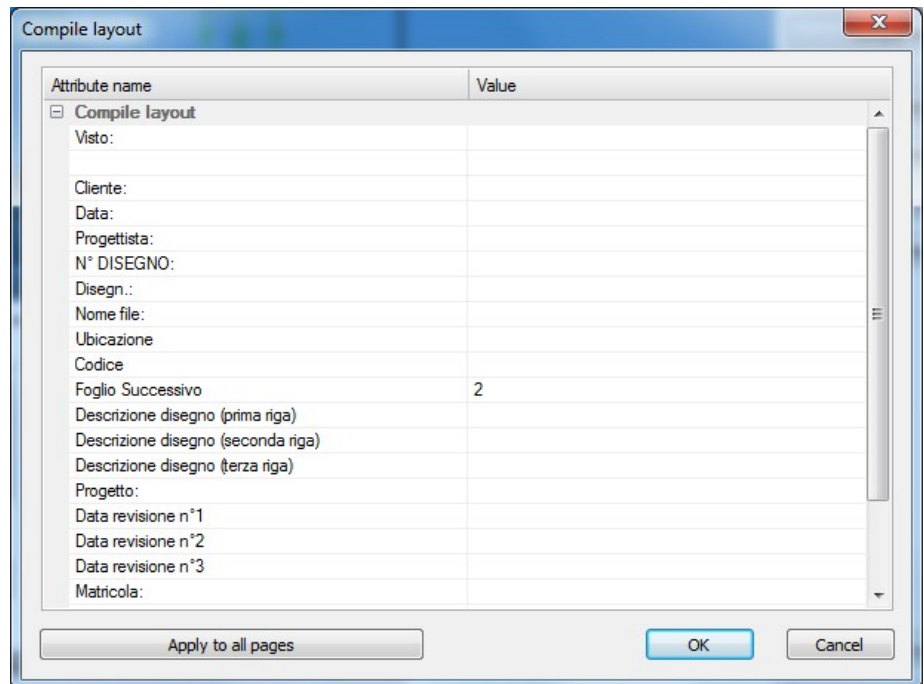 Compile layout
Attribute name Value
Compile layout
Visto:
Cliente:
Data:
Progettista:
N° DISEGNO:
Disegn.:
Nome file:
Ubicazione
Codice
Foglio Successivo 2
Descrizione disegno (prima riga)
Descrizione disegno (seconda riga)
Descrizione disegno (terza riga)
Progetto:
Data revisione n°1
Data revisione n°2
Data revisione n°3
Matricola:
Apply to all pages OK Cancel